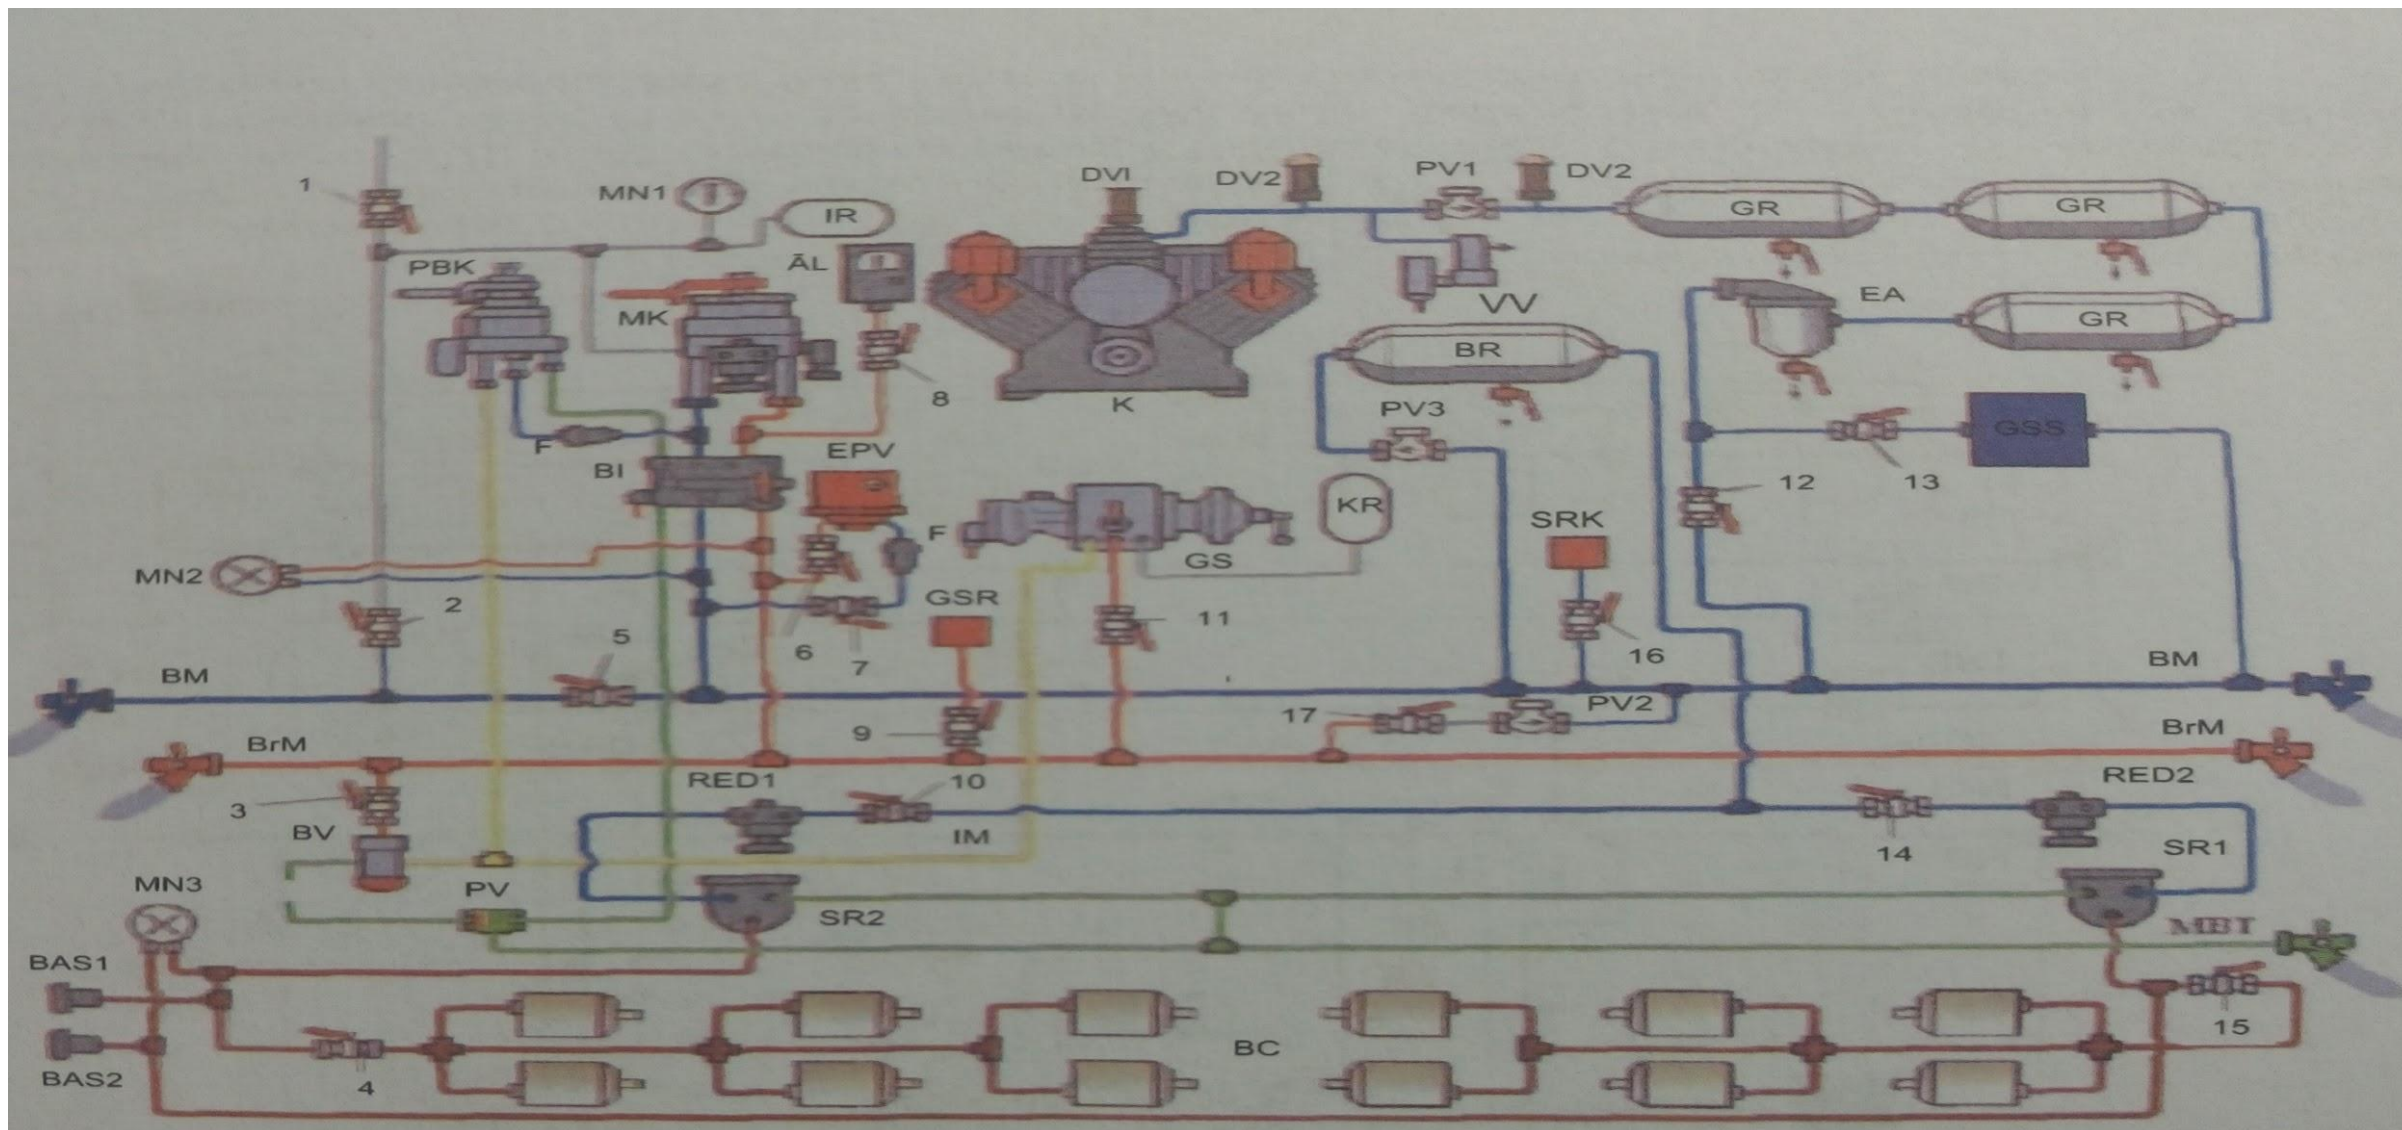 1
MN1
IR
DVI
DV2
PV1
DV2
GR
GR
PBK
MK
ĀL
VV
EA
GR
BR
8
K
PV3
F
BI
EPV
GSS
12
13
KR
F
SRK
GS
MN2
2
GSR
11
5
6
7
16
BM
BM
PV2
17
BrM
9
BrM
RED1
10
RED2
3
BV
IM
14
SR1
MN3
PV
SR2
MBT
BAS1
15
BC
BAS2
4